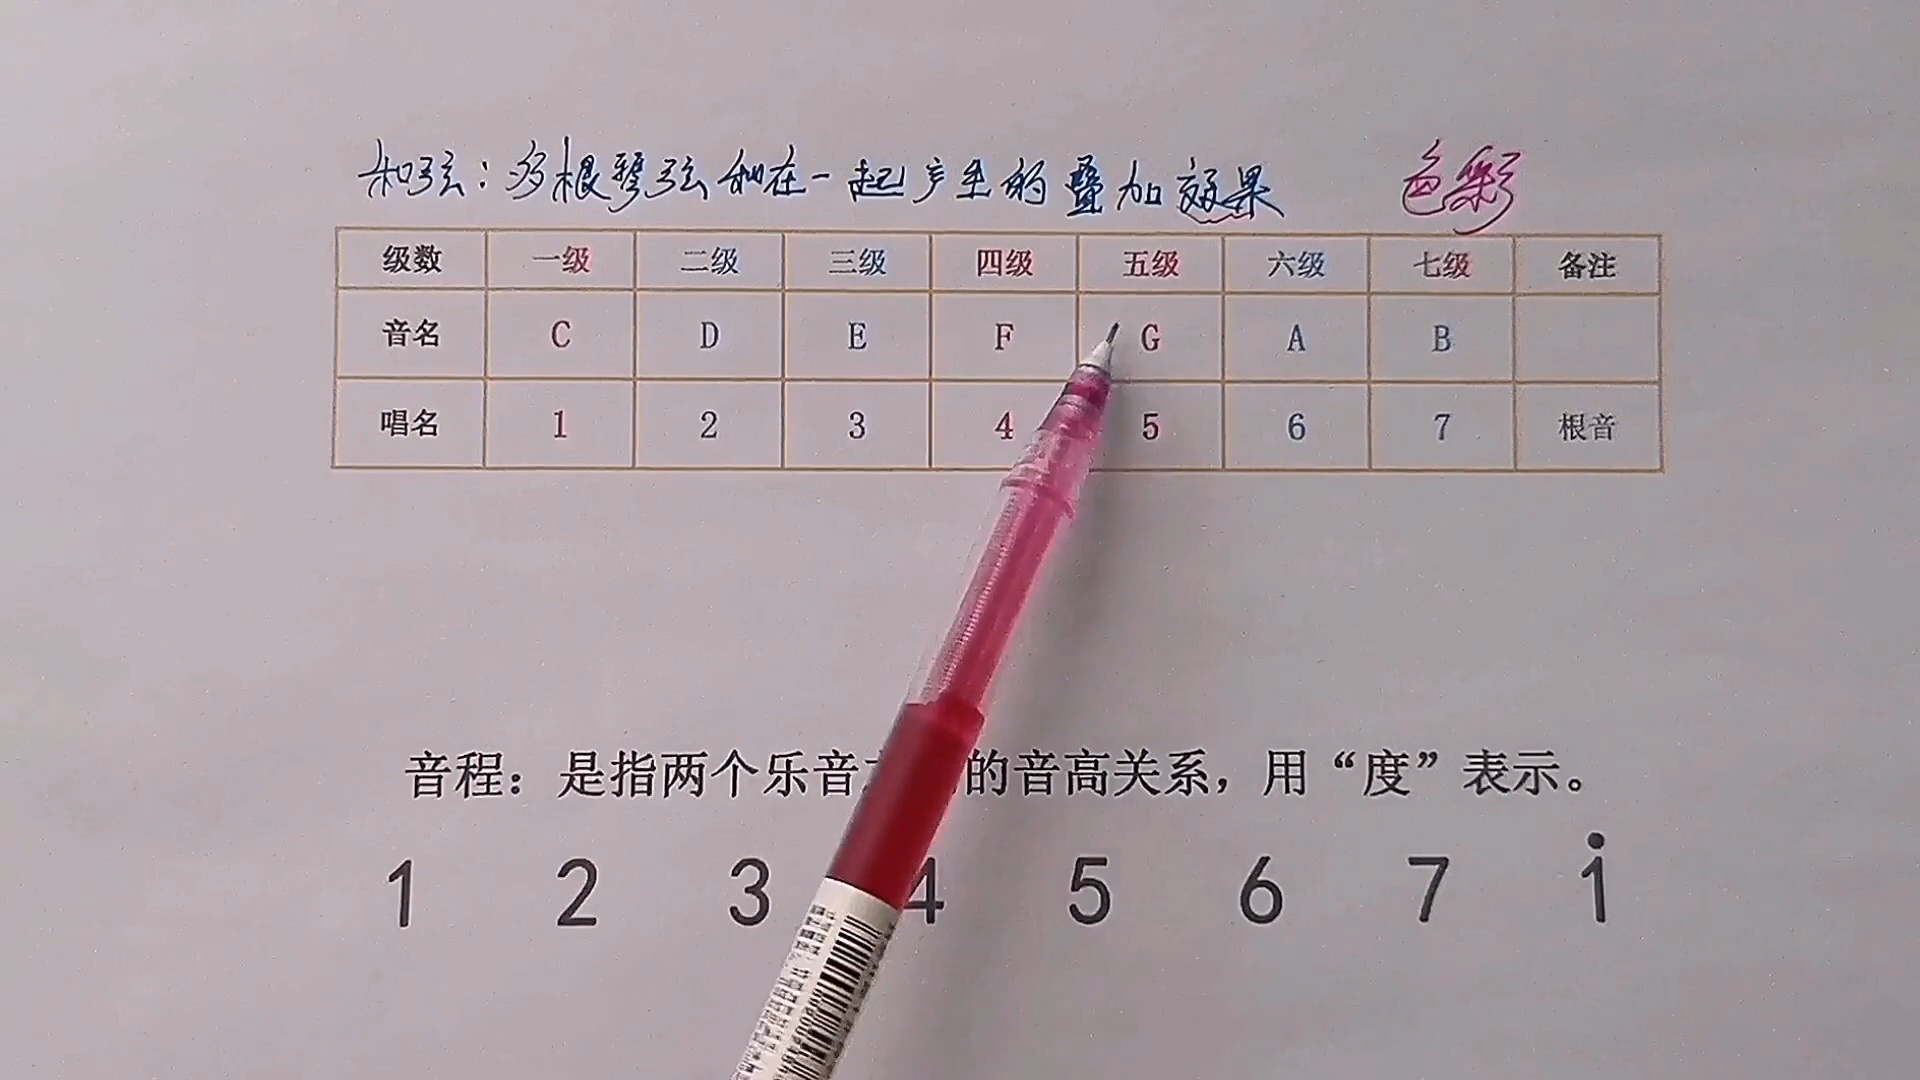 和弦：多根琴弦和在一起产生的叠加效果 色彩
级数 一级 二级 三级 四级 五级 六级 七级 备注
音名 C D E F G A B
唱名 1 2 3 4 5 6 7 根音
音程：是指两个乐音 的音高关系，用“度”表示。
1 2 3 4 5 6 7 i